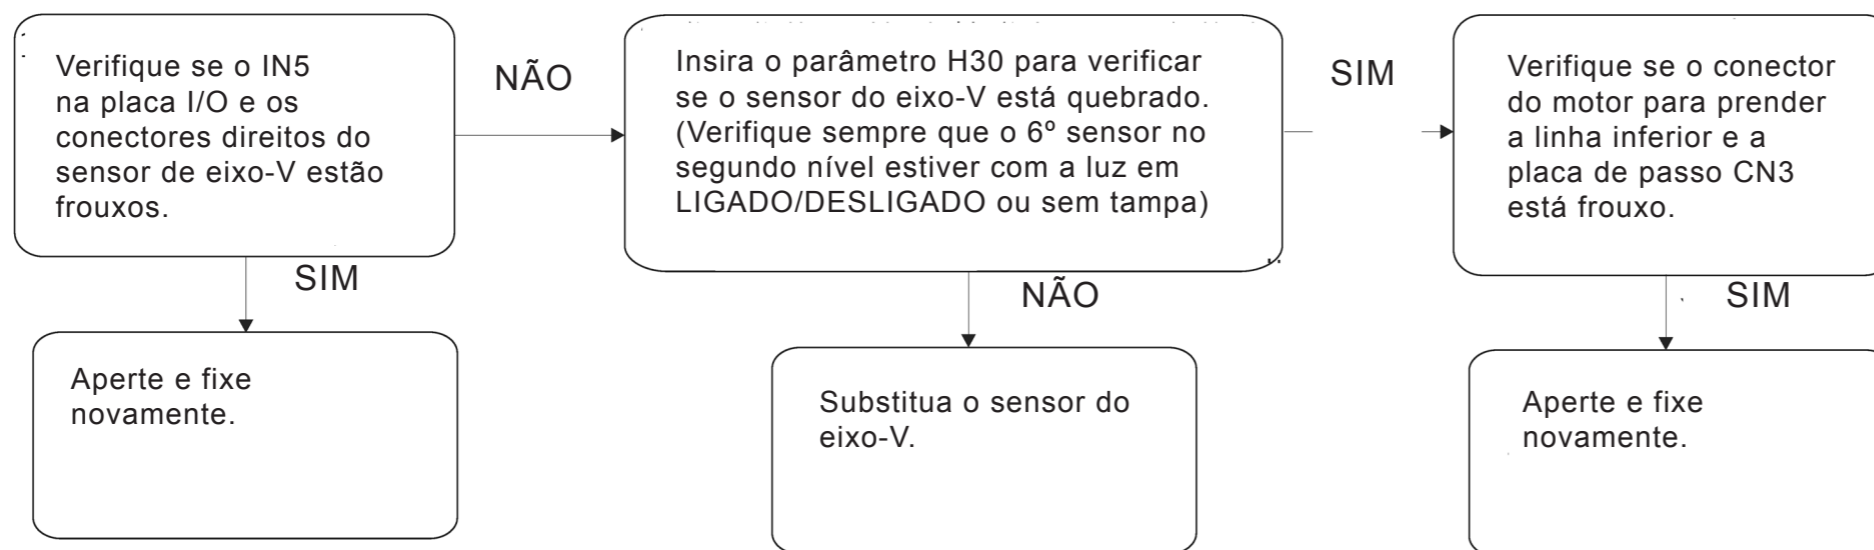 Verifique se o IN5
na placa I/O e os
conectores direitos do
sensor de eixo-V estão
frouxos.
NÃO
Insira o parâmetro H30 para verificar
se o sensor do eixo-V está quebrado.
(Verifique sempre que o 6º sensor no
segundo nível estiver com a luz em
LIGADO/DESLIGADO ou sem tampa)
SIM
Verifique se o conector
do motor para prender
a linha inferior e a
placa de passo CN3
está frouxo.
SIM
NÃO
SIM
Aperte e fixe
novamente.
Substitua o sensor do
eixo-V.
Aperte e fixe
novamente.